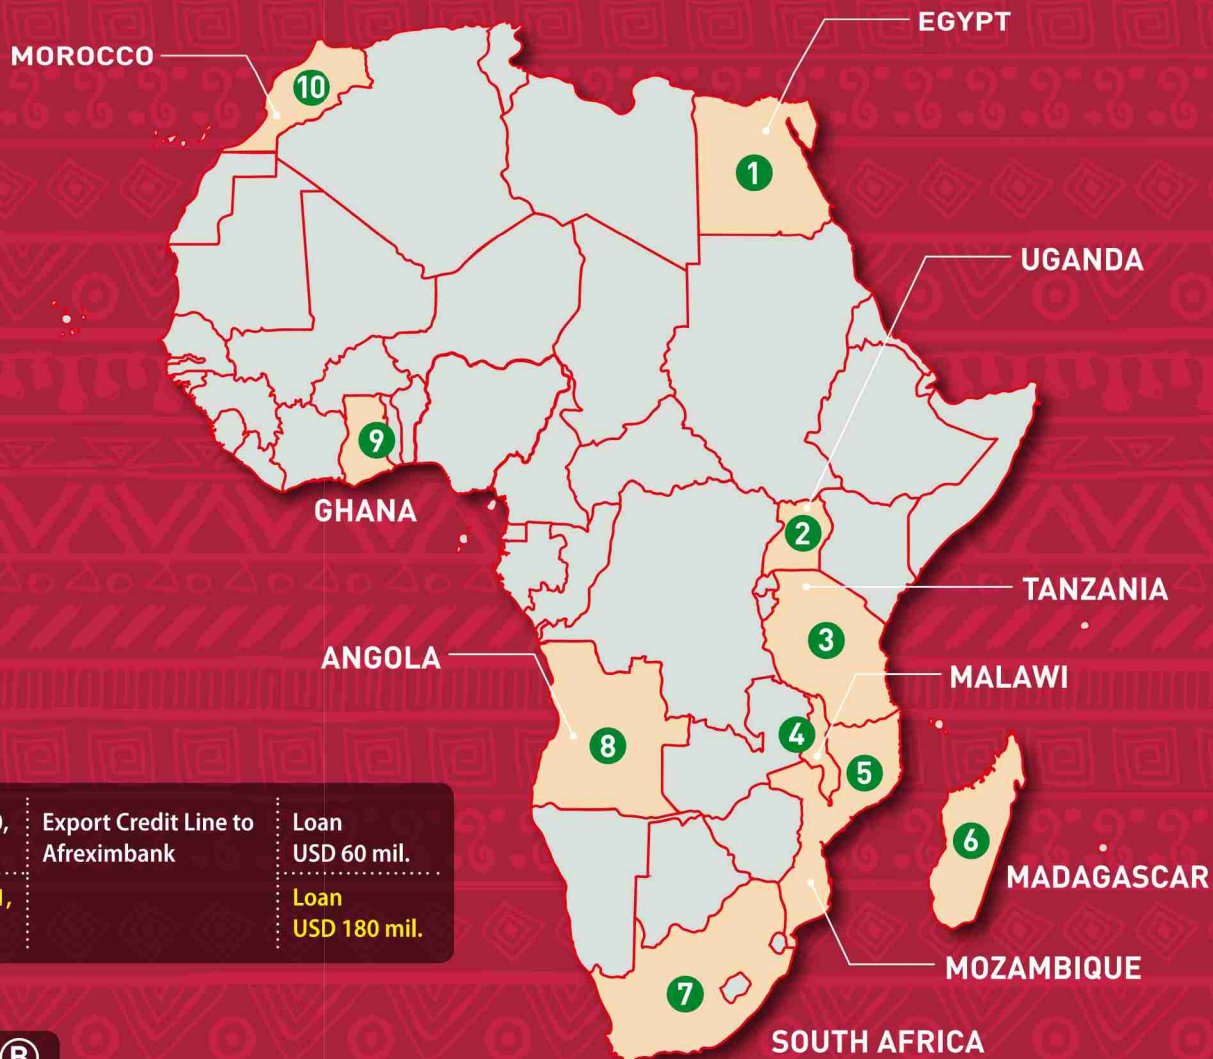 EGYPT
MOROCCO
10
1
UGANDA
9
GHANA
2
TANZANIA
3
ANGOLA
MALAWI
4
8
5
Export Credit Line to
Afreximbank
Loan
USD 60 mil.
Loan
USD 180 mil.
6
MADAGASCAR
MOZAMBIQUE
7
SOUTH AFRICA
B